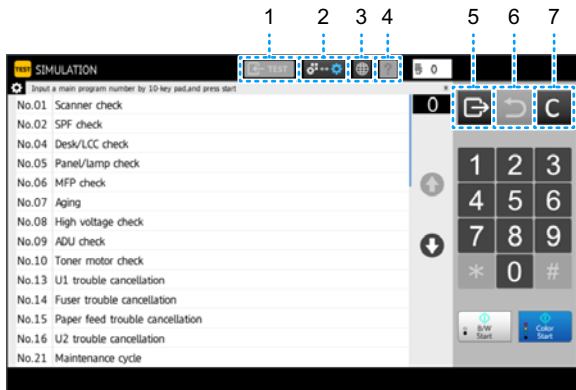 1 2 3 4 5 6 7
TEST SIMULATION TEST ? 0
Input a main program number by 10-key pad,and press start
0
C
No.01 Scanner check
No.02 SPF check
No.04 Desk/LCC check
No.05 Panel/lamp check
No.06 MFP check
No.07 Aging
No.08 High voltage check
No.09 ADU check
No.10 Toner motor check
No.13 U1 trouble cancellation
No.14 Fuser trouble cancellation
No.15 Paper feed trouble cancellation
No.16 U2 trouble cancellation
No.21 Maintenance cycle
1 2 3
4 5 6
7 8 9
* 0 #
B/W Start
Color Start